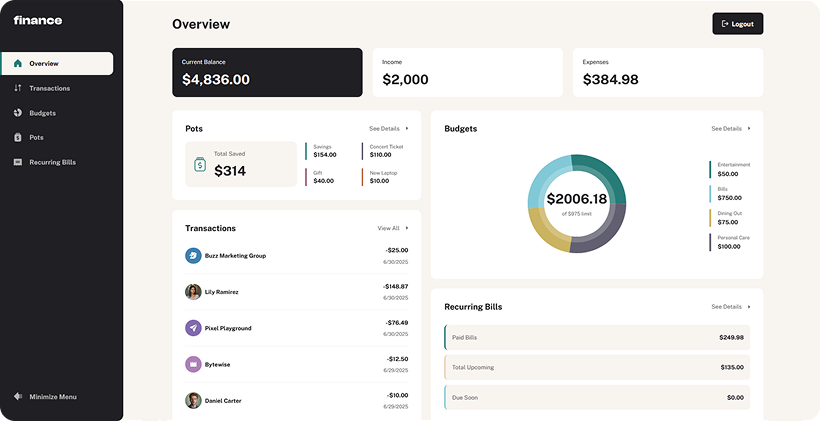 finance
Overview
Transactions
Budgets
Pots
Recurring Bills
Minimize Menu
Overview
Logout
Current Balance
$4,836.00
Income
$2,000
Expenses
$384.98
Pots
See Details
Total Saved
$314
Savings
$154.00
Concert Ticket
$110.00
Gift
$40.00
New Laptop
$10.00
Transactions
View All
Buzz Marketing Group
-$25.00
6/30/2025
Lily Ramirez
-$148.87
6/30/2025
Pixel Playground
-$76.49
6/30/2025
Bytewise
-$12.50
6/29/2025
Daniel Carter
-$10.00
6/29/2025
Budgets
See Details
$2006.18
of $975 limit
Entertainment
$50.00
Bills
$750.00
Dining Out
$75.00
Personal Care
$100.00
Recurring Bills
See Details
Paid Bills
$249.98
Total Upcoming
$135.00
Due Soon
$0.00